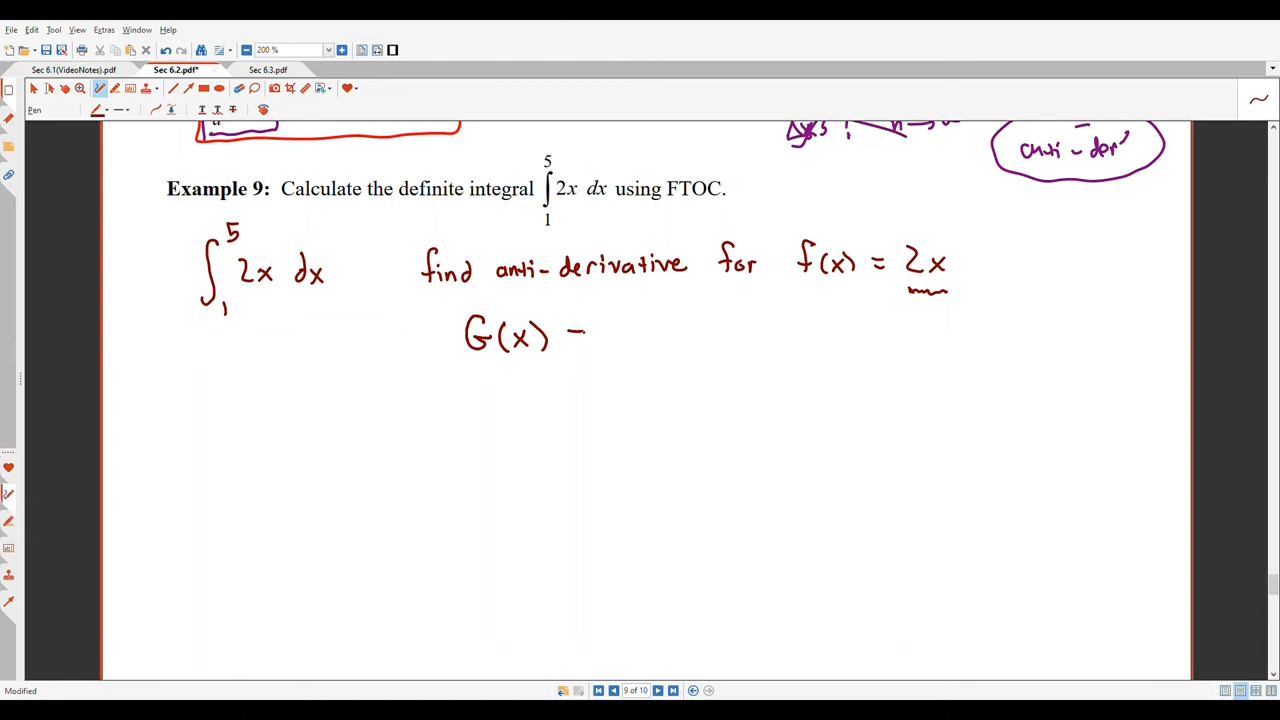 File Edit Tool View Extras Window Help
200 %
Sec 6.1(VideoNotes).pdf Sec 6.2.pdf* Sec 6.3.pdf
Pen
anti-der'
Example 9: Calculate the definite integral ∫₁⁵ 2x dx using FTOC.
∫₁⁵ 2x dx find anti-derivative for f(x) = 2x
G(x) =
Modified
9 of 10